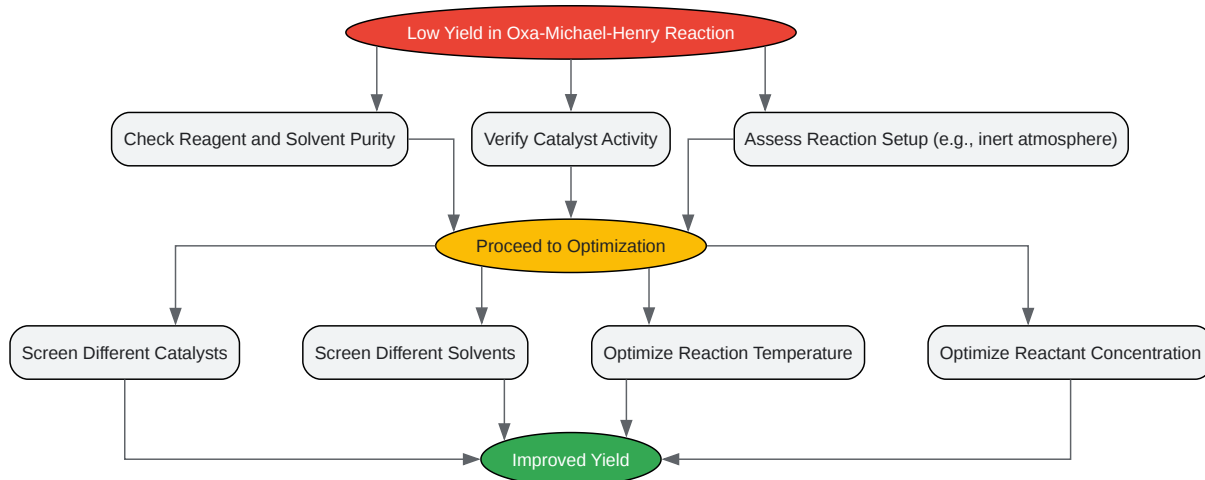 Low Yield in Oxa-Michael-Henry Reaction
Check Reagent and Solvent Purity
Verify Catalyst Activity
Assess Reaction Setup (e.g., inert atmosphere)
Proceed to Optimization
Screen Different Catalysts
Screen Different Solvents
Optimize Reaction Temperature
Optimize Reactant Concentration
Improved Yield